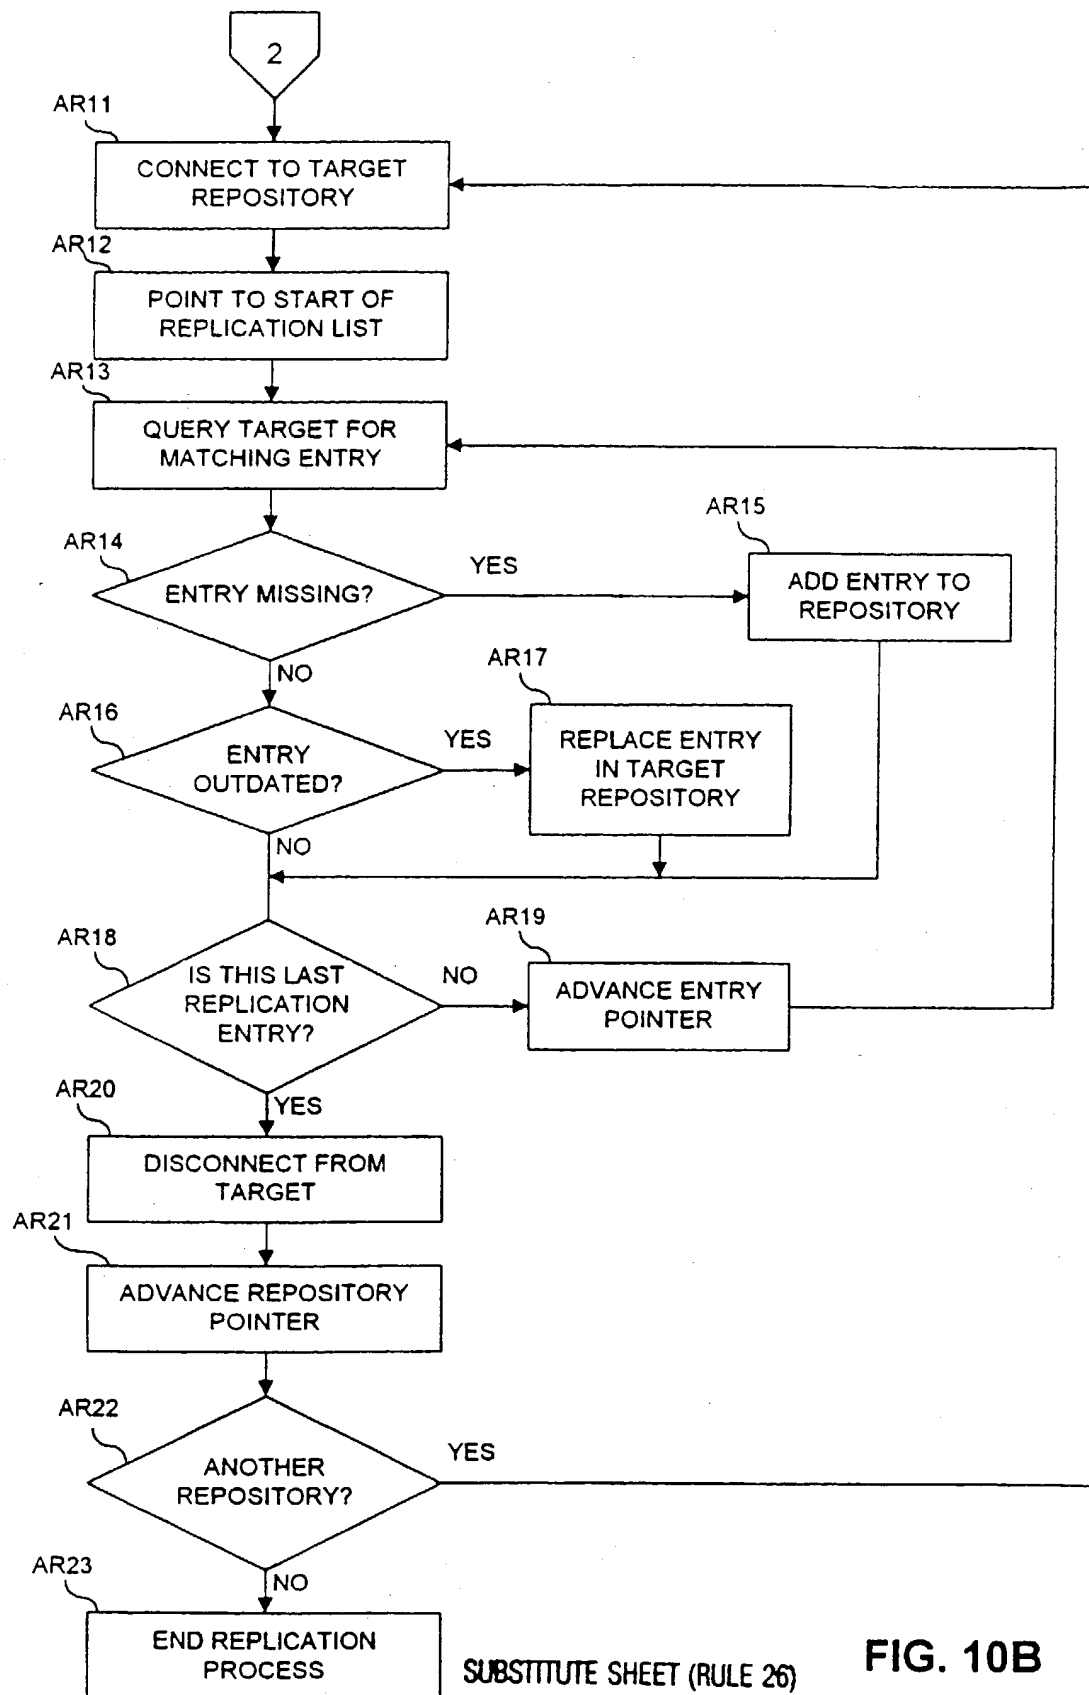 2
AR11
CONNECT TO TARGET
REPOSITORY
AR12
POINT TO START OF
REPLICATION LIST
AR13
QUERY TARGET FOR
MATCHING ENTRY
AR14
ENTRY MISSING?
YES
AR15
ADD ENTRY TO
REPOSITORY
NO
AR16
ENTRY
OUTDATED?
YES
AR17
REPLACE ENTRY
IN TARGET
REPOSITORY
NO
AR18
IS THIS LAST
REPLICATION
ENTRY?
NO
AR19
ADVANCE ENTRY
POINTER
YES
AR20
DISCONNECT FROM
TARGET
AR21
ADVANCE REPOSITORY
POINTER
AR22
ANOTHER
REPOSITORY?
YES
NO
AR23
END REPLICATION
PROCESS
SUBSTITUTE SHEET (RULE 26)
FIG. 10B